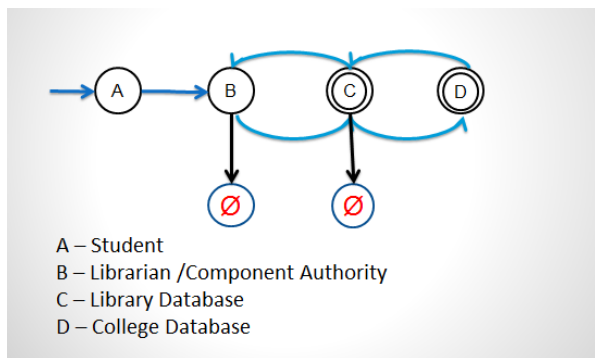 A B C D
Ø Ø
A – Student
B – Librarian /Component Authority
C – Library Database
D – College Database